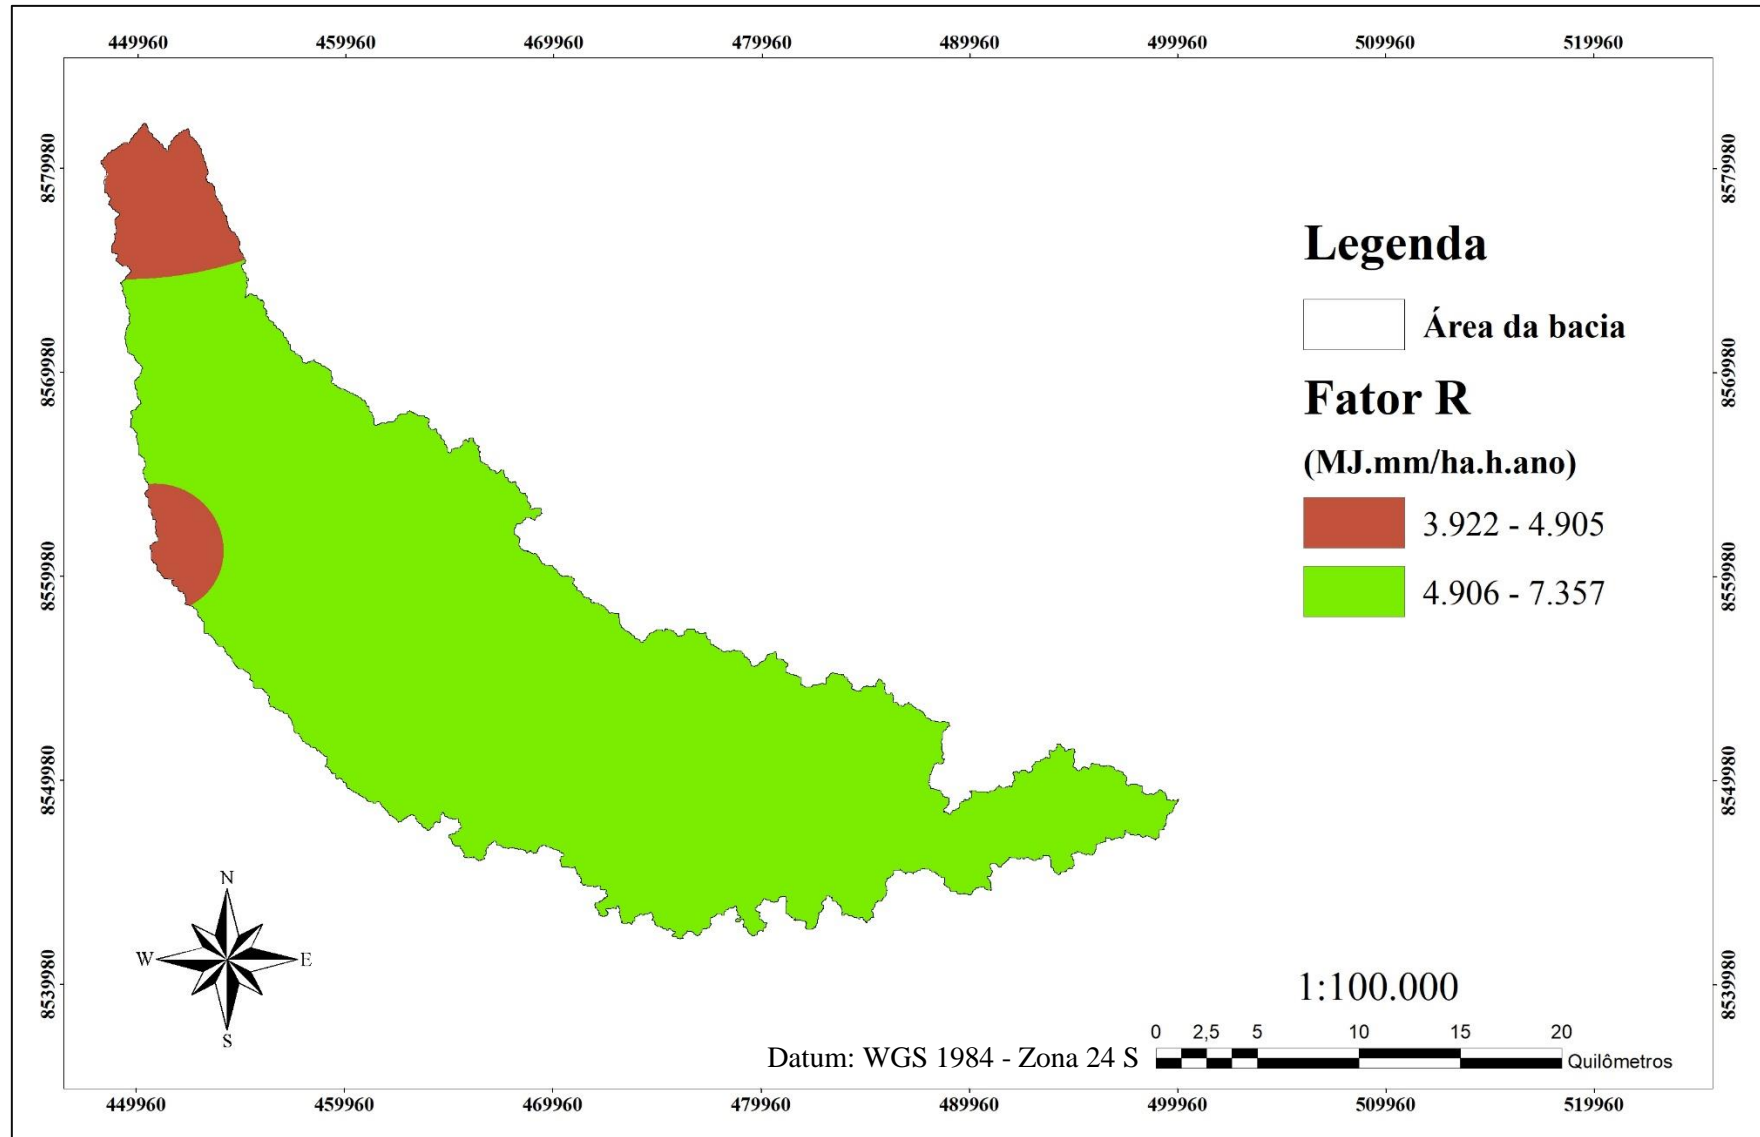 449960 459960 469960 479960 489960 499960 509960 519960
8579980
8569980
8559980
8549980
8539980
Legenda
Área da bacia
Fator R
(MJ.mm/ha.h.ano)
3.922 - 4.905
4.906 - 7.357
8579980
8569980
8559980
8549980
8539980
N
W E
S
1:100.000
0 2,5 5 10 15 20
Datum: WGS 1984 - Zona 24 S
Quilômetros
449960 459960 469960 479960 489960 499960 509960 519960